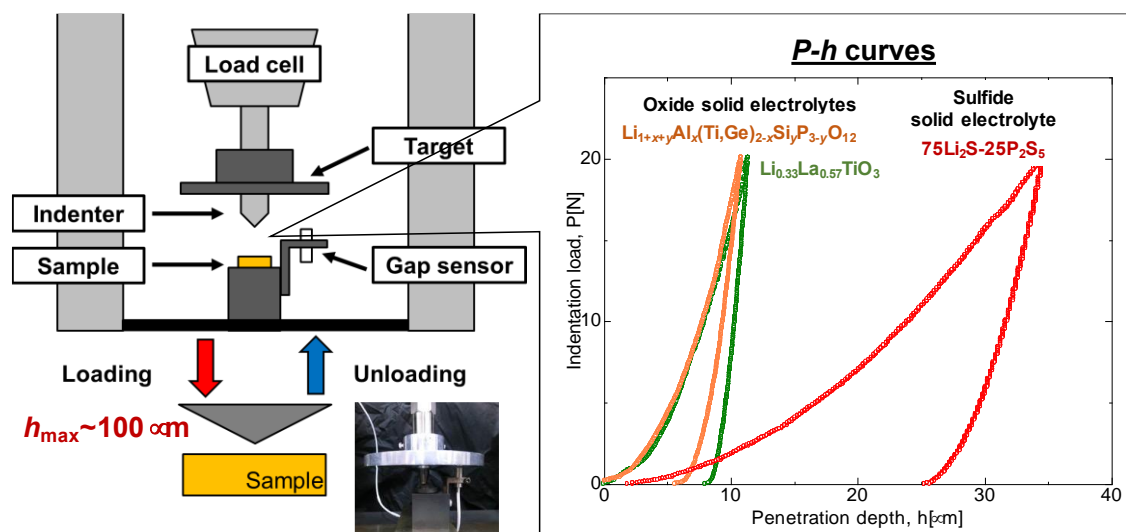 Load cell
Target
Indenter
Sample
Gap sensor
Loading
Unloading
hmax~100 ∝m
Sample
P-h curves
Oxide solid electrolytes
Li1+x+yAlx(Ti,Ge)2-xSiyP3-yO12
Li0.33La0.57TiO3
Sulfide
solid electrolyte
75Li2S-25P2S5
Indentation load, P[N]
20
10
0
0
10
20
30
40
Penetration depth, h[∝m]